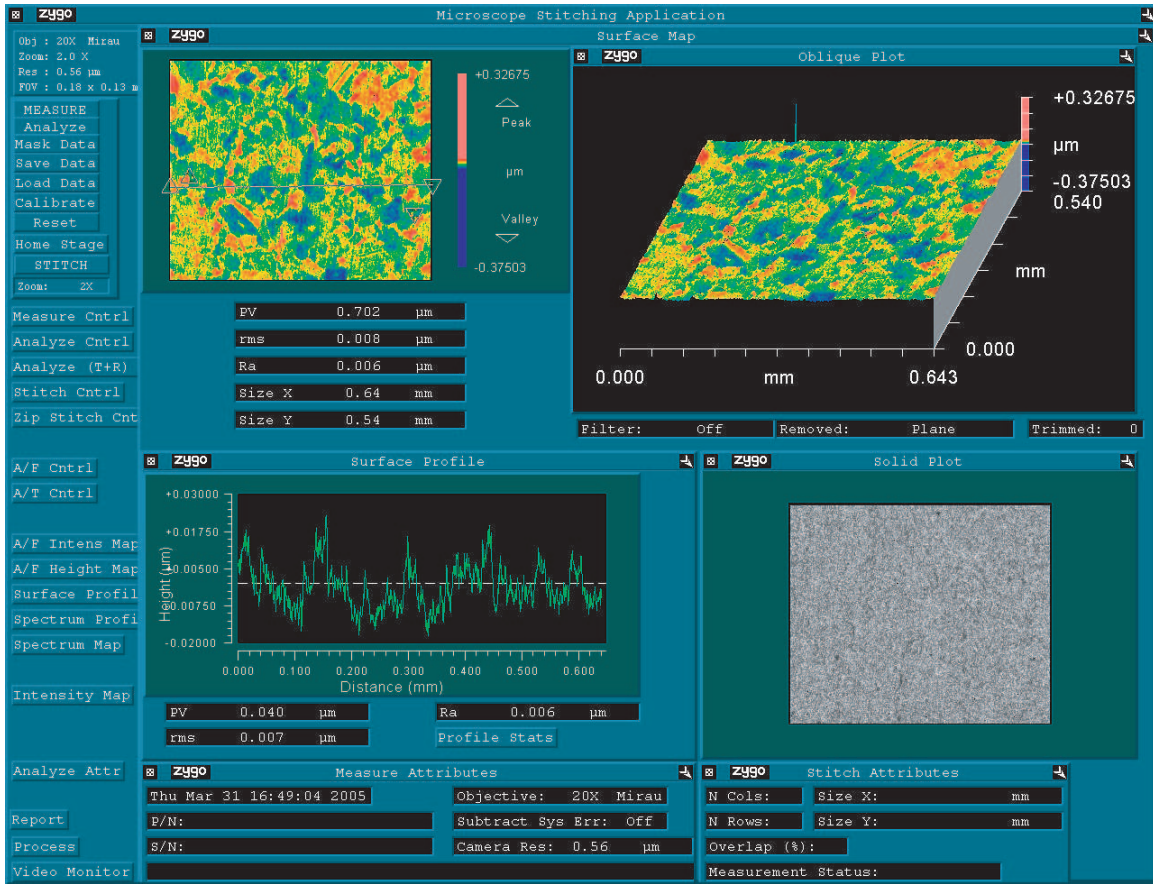 zygo Microscope Stitching Application
Obj : 20X Mirau
Zoom: 2.0 X
Res : 0.56 µm
FOV : 0.18 x 0.13 m
MEASURE
Analyze
Mask Data
Save Data
Load Data
Calibrate
Reset
Home Stage
STITCH
Zoom: 2X
Measure Cntrl
Analyze Cntrl
Analyze (T+R)
Stitch Cntrl
Zip Stitch Cnt
A/F Cntrl
A/T Cntrl
A/F Intens Map
A/F Height Map
Surface Profil
Spectrum Profi
Spectrum Map
Intensity Map
Analyze Attr
Report
Process
Video Monitor
zygo Surface Map
+0.32675
Peak
µm
Valley
-0.37503
PV 0.702 µm
rms 0.008 µm
Ra 0.006 µm
Size X 0.64 mm
Size Y 0.54 mm
zygo Oblique Plot
+0.32675
µm
-0.37503
0.540
mm
0.000
0.000 mm 0.643
Filter: Off Removed: Plane Trimmed: 0
zygo Surface Profile
+0.03000
+0.01750
+0.00500
-0.00750
-0.02000
Height (µm)
0.000 0.100 0.200 0.300 0.400 0.500 0.600
Distance (mm)
PV 0.040 µm Ra 0.006 µm
rms 0.007 µm Profile Stats
zygo Solid Plot
zygo Measure Attributes
Thu Mar 31 16:49:04 2005 Objective: 20X Mirau
P/N: Subtract Sys Err: Off
S/N: Camera Res: 0.56 µm
zygo Stitch Attributes
N Cols: Size X: mm
N Rows: Size Y: mm
Overlap (%):
Measurement Status: